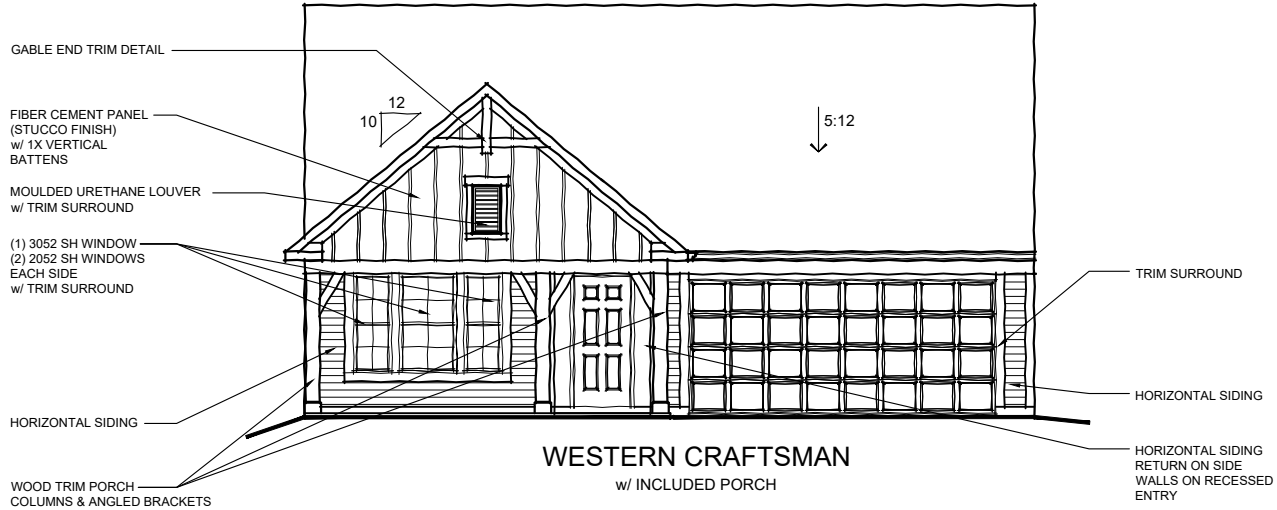 GABLE END TRIM DETAIL
FIBER CEMENT PANEL
(STUCCO FINISH)
w/ 1X VERTICAL
BATTENS
MOULDED URETHANE LOUVER
w/ TRIM SURROUND
(1) 3052 SH WINDOW
(2) 2052 SH WINDOWS
EACH SIDE
w/ TRIM SURROUND
HORIZONTAL SIDING
WOOD TRIM PORCH
COLUMNS & ANGLED BRACKETS
12
10
5:12
TRIM SURROUND
HORIZONTAL SIDING
HORIZONTAL SIDING
RETURN ON SIDE
WALLS ON RECESSED
ENTRY
WESTERN CRAFTSMAN
w/ INCLUDED PORCH